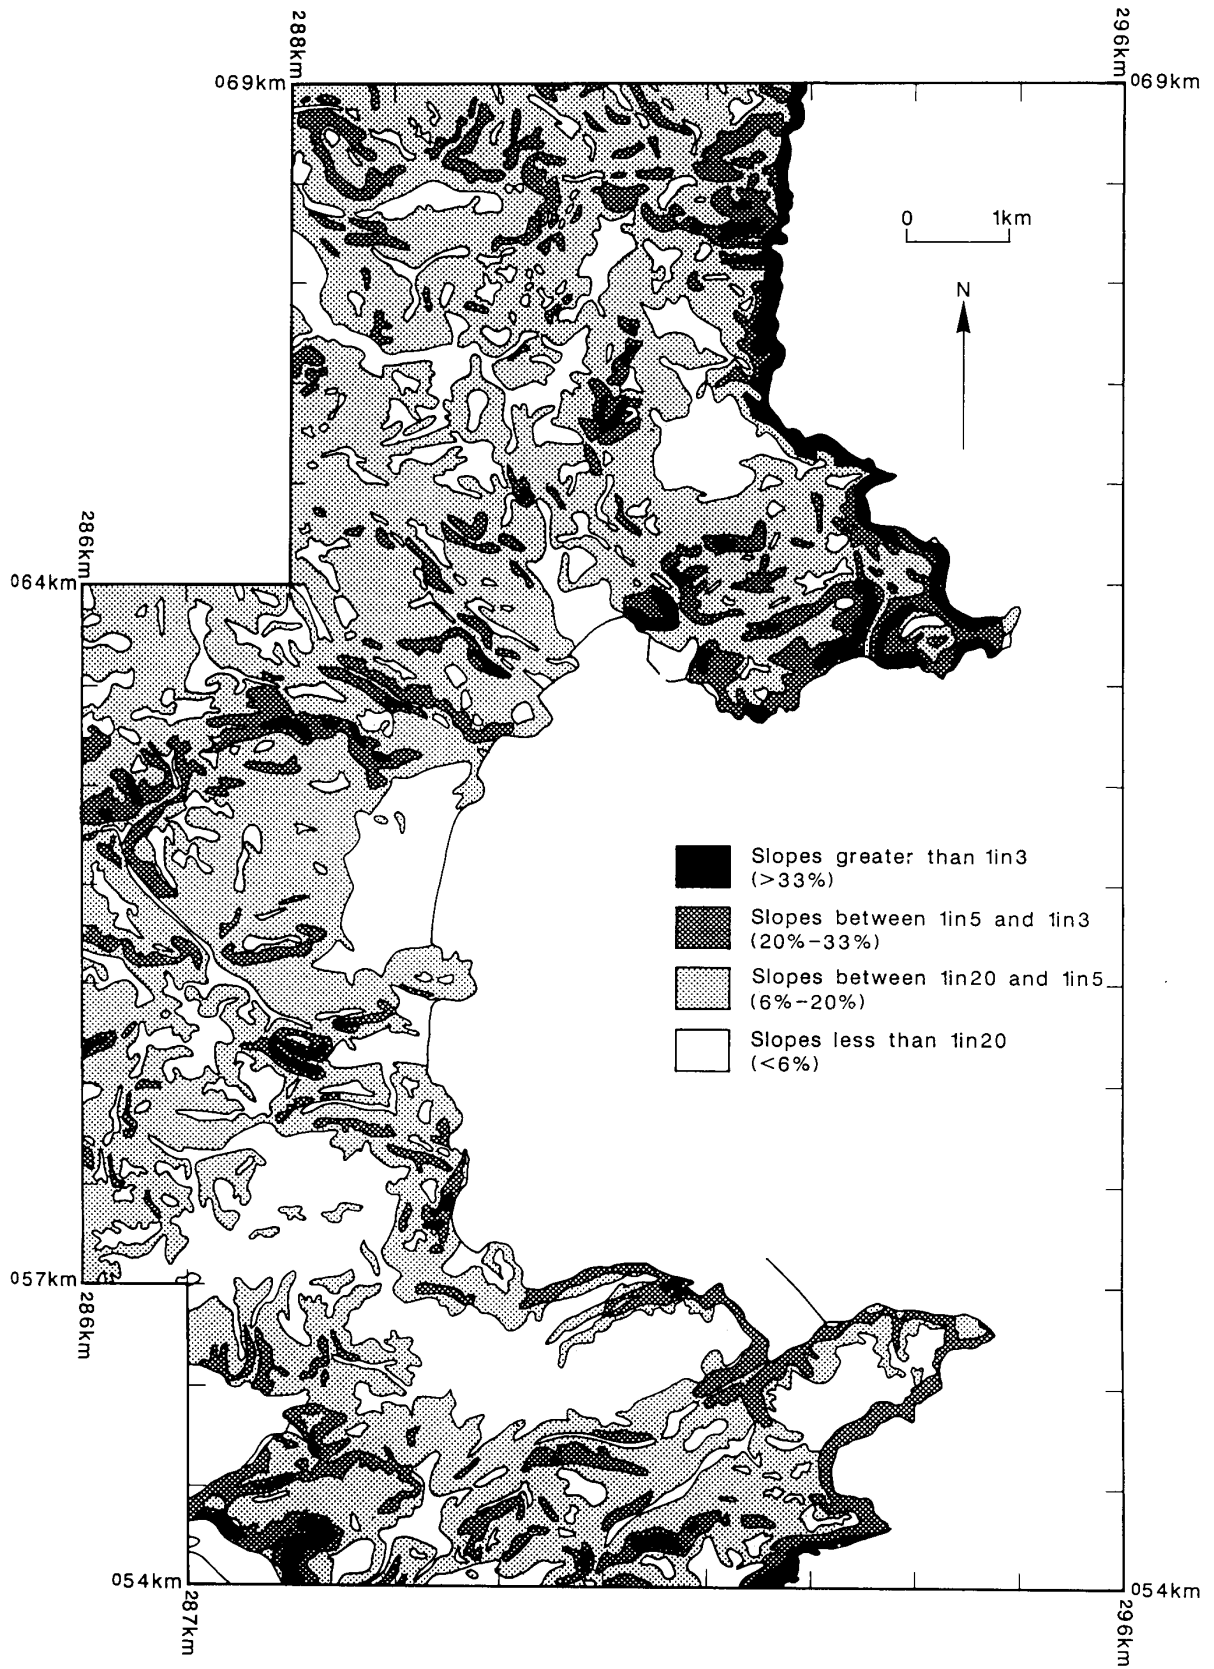 288km
296km
069km
069km
0 1km
N
286km
064km
Slopes greater than 1in3
(>33%)
Slopes between 1in5 and 1in3
(20%-33%)
Slopes between 1in20 and 1in5
(6%-20%)
Slopes less than 1in20
(<6%)
057km
286km
054km
054km
287km
296km